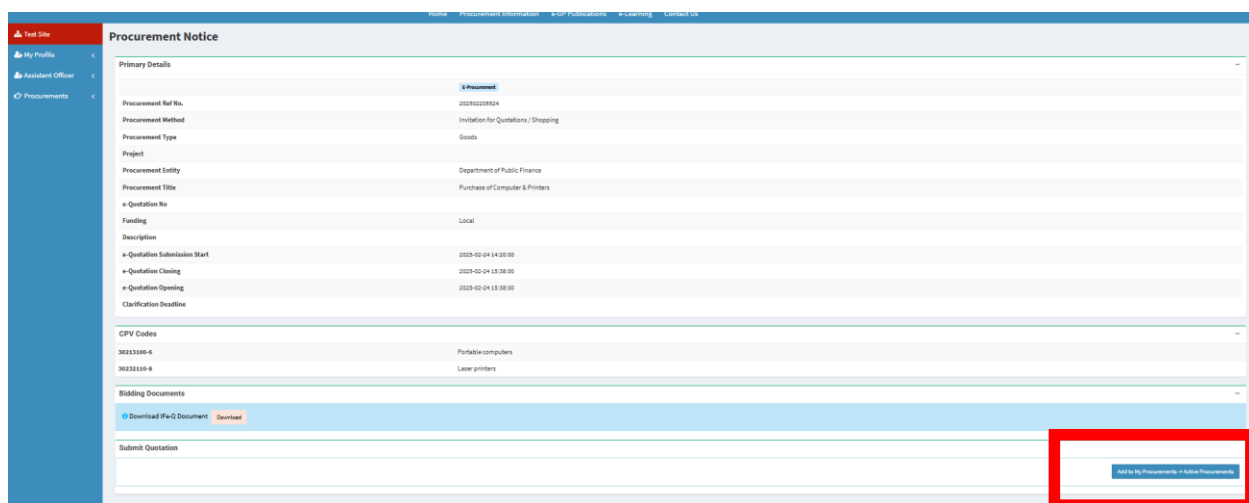 Home Procurement Information e-GP Publications e-Learning Contact Us
Test Site
Procurement Notice
My Profile <
Assistant Officer <
Procurements <
Primary Details –
E-Procurement
Procurement Ref No. 202502205524
Procurement Method Invitation for Quotations / Shopping
Procurement Type Goods
Project
Procurement Entity Department of Public Finance
Procurement Title Purchase of Computer & Printers
e-Quotation No
Funding Local
Description
e-Quotation Submission Start 2025-02-24 14:20:00
e-Quotation Closing 2025-02-24 15:58:00
e-Quotation Opening 2025-02-24 15:58:00
Clarification Deadline
CPV Codes –
30213100-6 Portable computers
30232110-8 Laser printers
Bidding Documents –
Download IFe-Q Document Download
Submit Quotation
Add to My Procurements -> Active Procurements